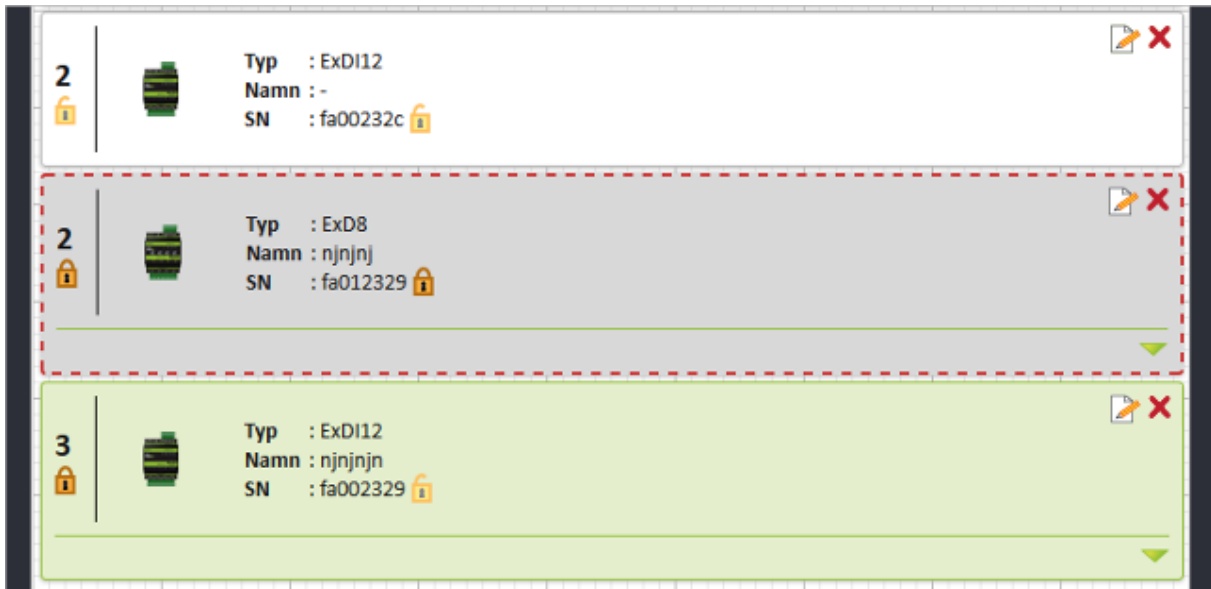 2
Typ : ExDI12
Namn : -
SN : fa00232c
2
Typ : ExD8
Namn : njnjnj
SN : fa012329
3
Typ : ExDI12
Namn : njnjnjn
SN : fa002329